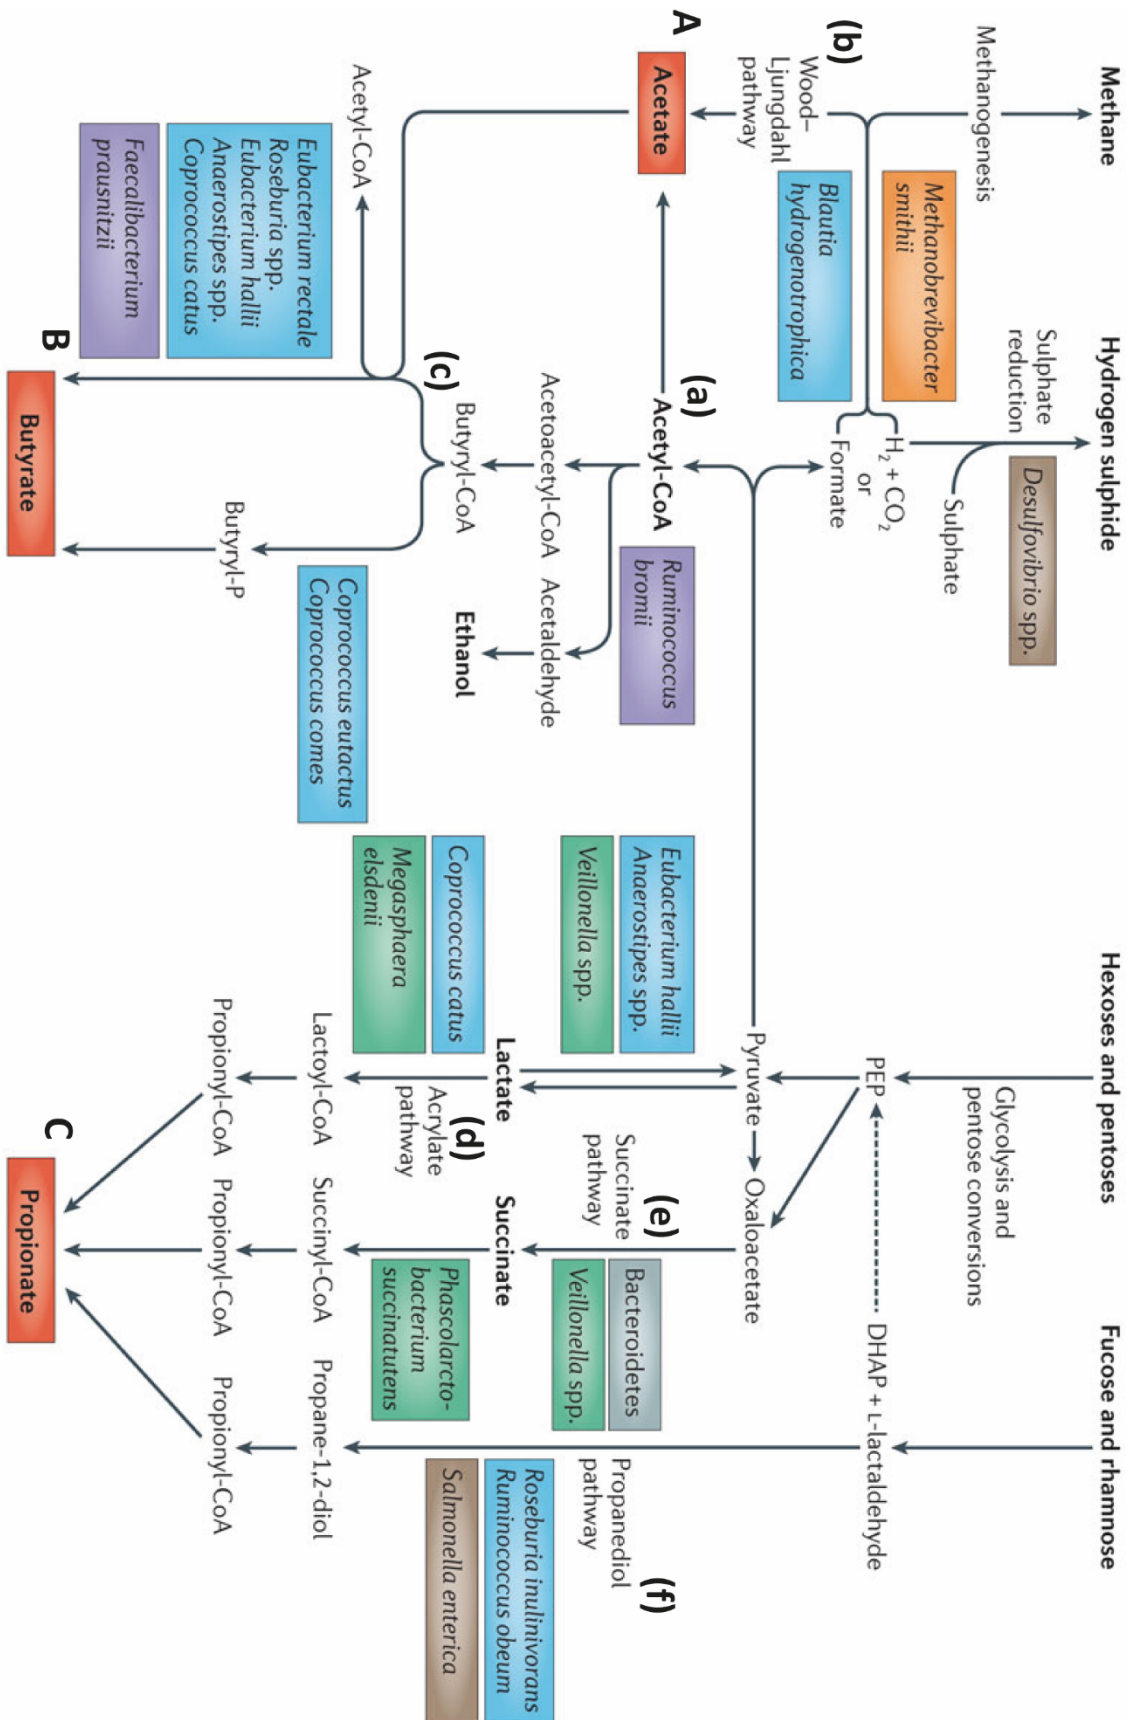 Methane
Hydrogen sulphide
Hexoses and pentoses
Fucose and rhamnose
Methanogenesis
Methanobrevibacter
smithii
Sulphate
reduction
Desulfovibrio spp.
Sulphate
H2 + CO2
or
Formate
Glycolysis and
pentose conversions
PEP
DHAP + L-lactaldehyde
(b)
Wood–
Ljungdahl
pathway
Blautia
hydrogenotrophica
Pyruvate
Oxaloacetate
A
Acetate
(a)
Acetyl-CoA
Ruminococcus
bromii
Eubacterium hallii
Anaerostipes spp.
Veillonella spp.
(e)
Succinate
pathway
Bacteroidetes
Veillonella spp.
(f)
Propanediol
pathway
Acetoacetyl-CoA
Acetaldehyde
Lactate
Succinate
Roseburia inulinivorans
Ruminococcus obeum
Salmonella enterica
(c)
Butyryl-CoA
Ethanol
Coprococcus catus
Megasphaera
elsdenii
(d)
Acrylate
pathway
Phascolarcto-
bacterium
succinatutens
Acetyl-CoA
Eubacterium rectale
Roseburia spp.
Eubacterium hallii
Anaerostipes spp.
Coprococcus catus
Faecalibacterium
prausnitzii
Coprococcus eutactus
Coprococcus comes
Lactoyl-CoA
Succinyl-CoA
Propane-1,2-diol
Butyryl-P
Propionyl-CoA
Propionyl-CoA
Propionyl-CoA
B
Butyrate
C
Propionate